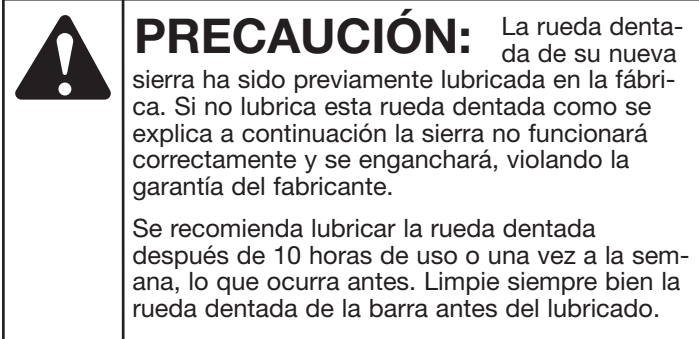 PRECAUCIÓN: La rueda denta-
da de su nueva
sierra ha sido previamente lubricada en la fábri-
ca. Si no lubrica esta rueda dentada como se
explica a continuación la sierra no funcionará
correctamente y se enganchará, violando la
garantía del fabricante.
Se recomienda lubricar la rueda dentada
después de 10 horas de uso o una vez a la sem-
ana, lo que ocurra antes. Limpie siempre bien la
rueda dentada de la barra antes del lubricado.